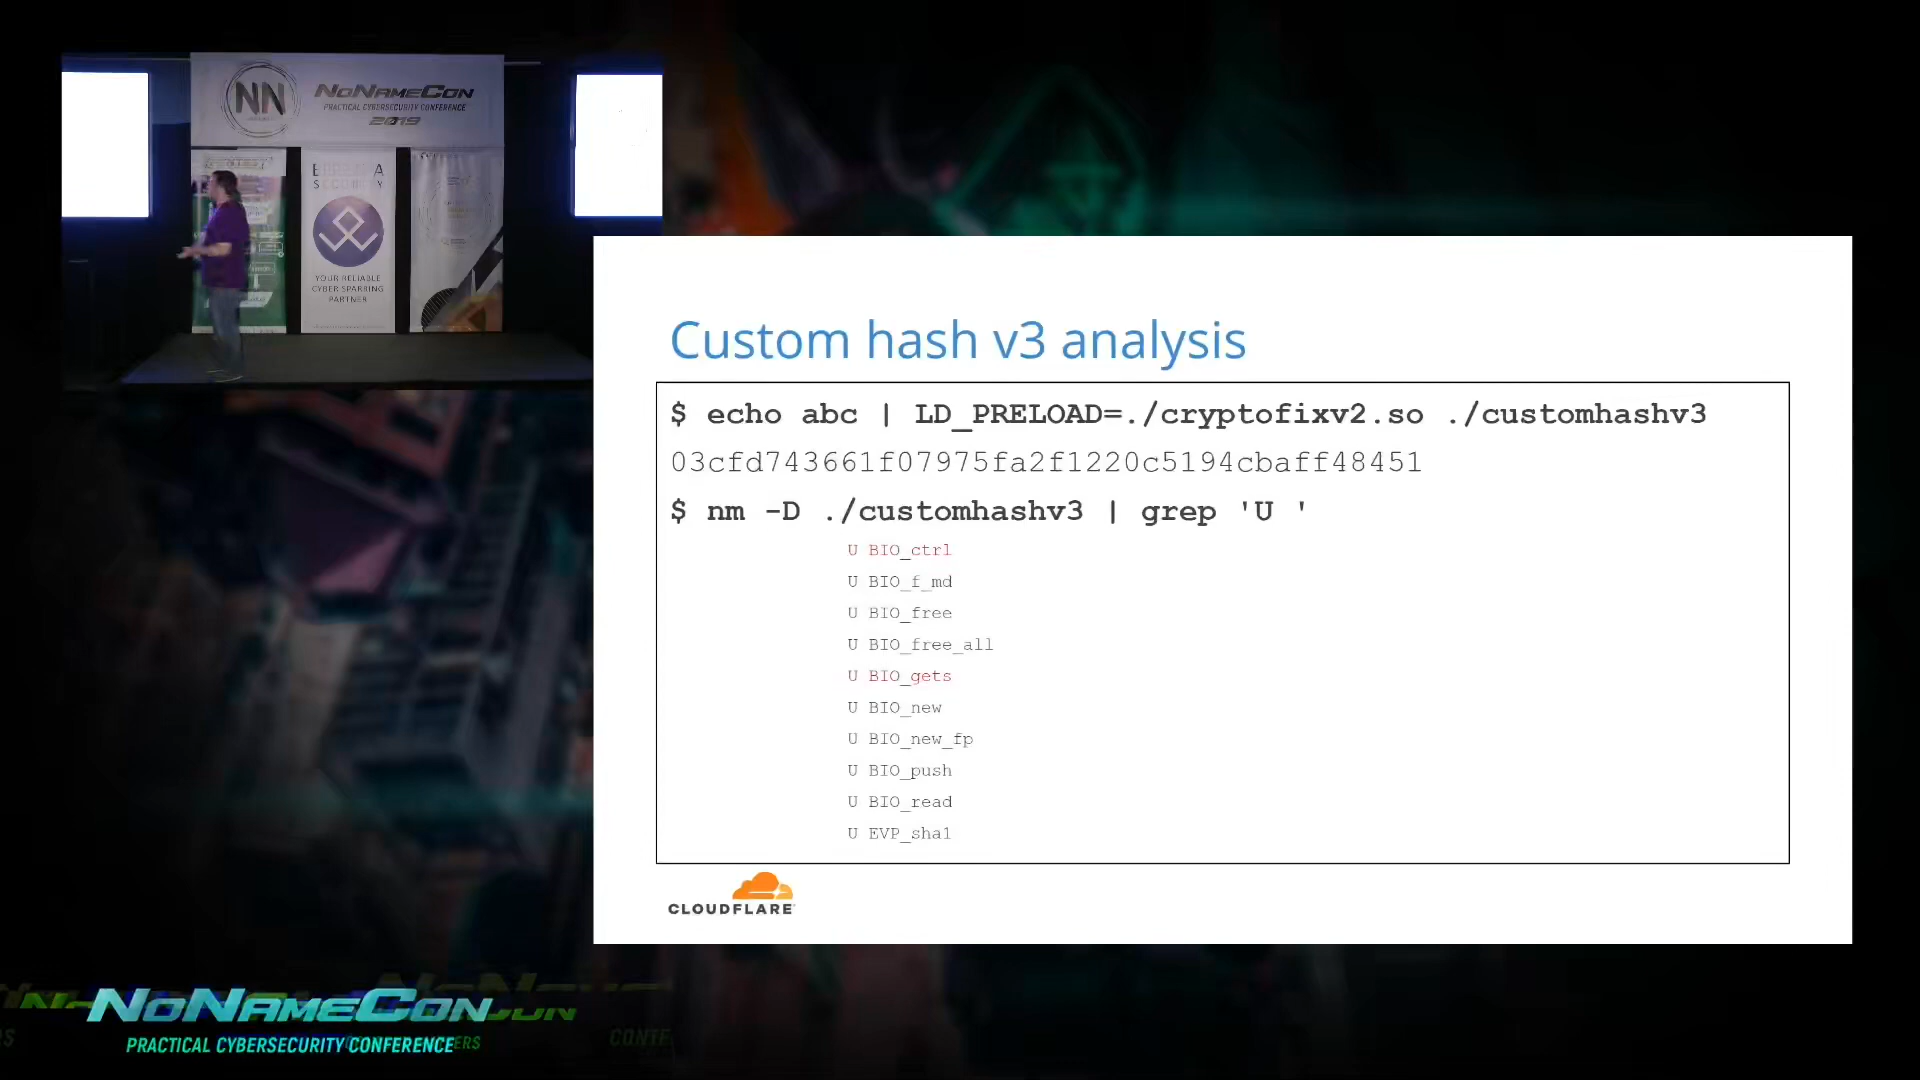 NN
NoNameCon
PRACTICAL CYBERSECURITY CONFERENCE
2019
SECURITY
YOUR RELIABLE
CYBER SPARRING
PARTNER
Custom hash v3 analysis
$ echo abc | LD_PRELOAD=./cryptofixv2.so ./customhashv3
03cfd743661f07975fa2f1220c5194cbaff48451
$ nm -D ./customhashv3 | grep 'U '
U BIO_ctrl
U BIO_f_md
U BIO_free
U BIO_free_all
U BIO_gets
U BIO_new
U BIO_new_fp
U BIO_push
U BIO_read
U EVP_sha1
CLOUDFLARE
NoNameCon
PRACTICAL CYBERSECURITY CONFERENCE